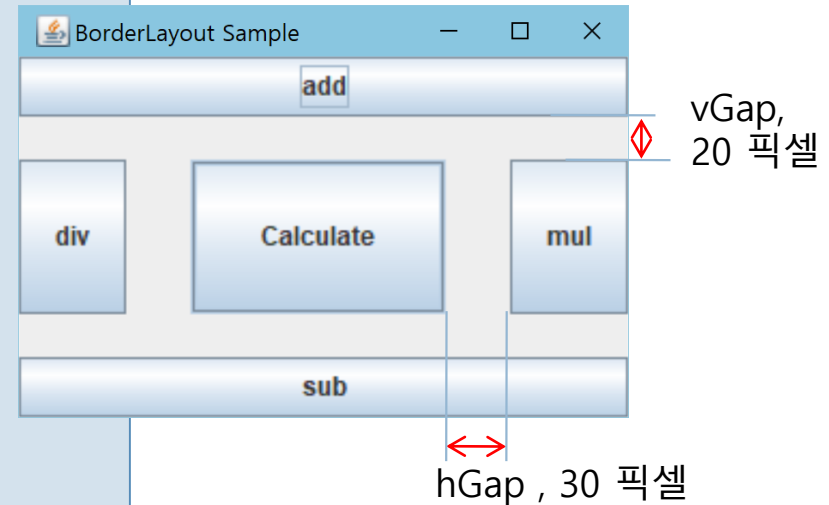 BorderLayout Sample
add
vGap,
20 픽셀
div
Calculate
mul
sub
hGap , 30 픽셀